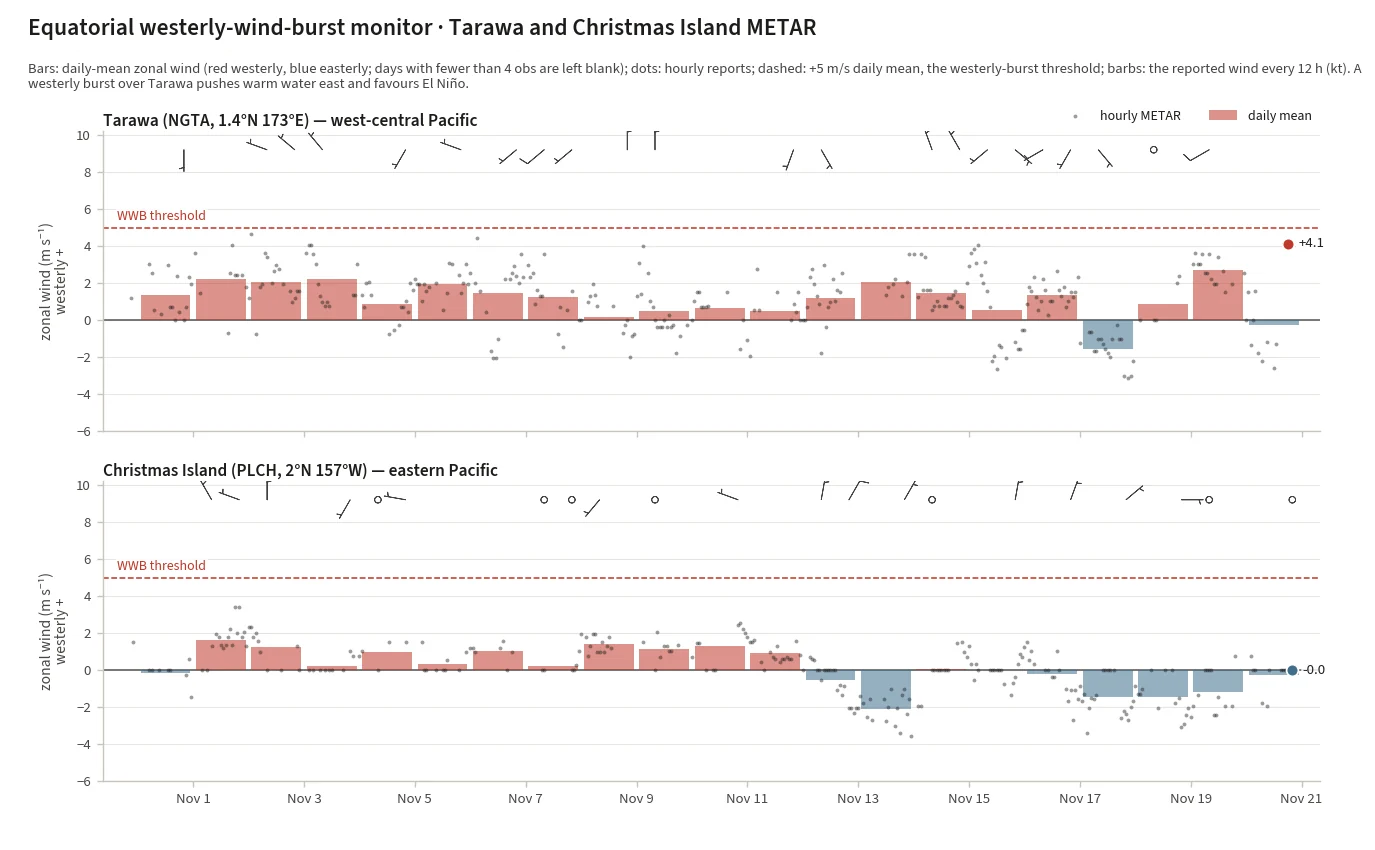 Equatorial westerly-wind-burst monitor · Tarawa and Christmas Island METAR
Bars: daily-mean zonal wind (red westerly, blue easterly; days with fewer than 4 obs are left blank); dots: hourly reports; dashed: +5 m/s daily mean, the westerly-burst threshold; barbs: the reported wind every 12 h (kt). A
westerly burst over Tarawa pushes warm water east and favours El Niño.
Tarawa (NGTA, 1.4°N 173°E) — west-central Pacific
hourly METAR
daily mean
10
8
6
4
2
0
−2
−4
−6
zonal wind (m s⁻¹)
westerly +
WWB threshold
+4.1
Christmas Island (PLCH, 2°N 157°W) — eastern Pacific
10
8
6
4
2
0
−2
−4
−6
zonal wind (m s⁻¹)
westerly +
WWB threshold
-0.0
Nov 1
Nov 3
Nov 5
Nov 7
Nov 9
Nov 11
Nov 13
Nov 15
Nov 17
Nov 19
Nov 21